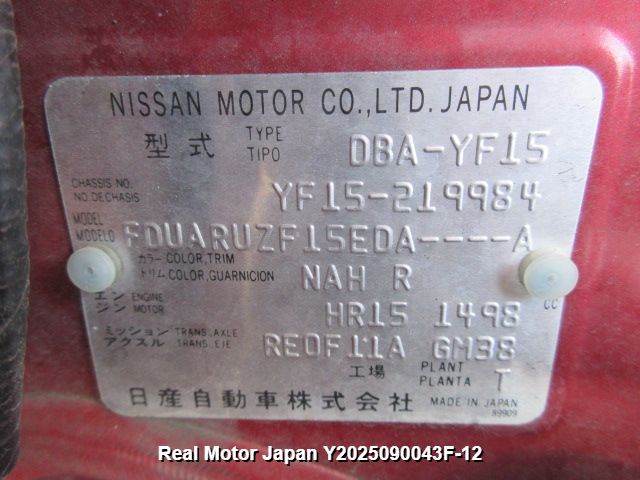 NISSAN MOTOR CO.,LTD. JAPAN
型式 TYPE TIPO DBA-YF15
CHASSIS NO. NO.DECHASIS YF15-219984
MODEL MODELO FDUARUZF15EDA----A
カラー COLOR,TRIM
トリム COLOR,GUARNICION NAH R
エンジン ENGINE MOTOR HR15 1498 CC
ミッション TRANS.,AXLE
アクスル TRANS.,EJE RE0F11A GM38
工場 PLANT PLANTA T
日産自動車株式会社 MADE IN JAPAN
89909
Real Motor Japan Y2025090043F-12